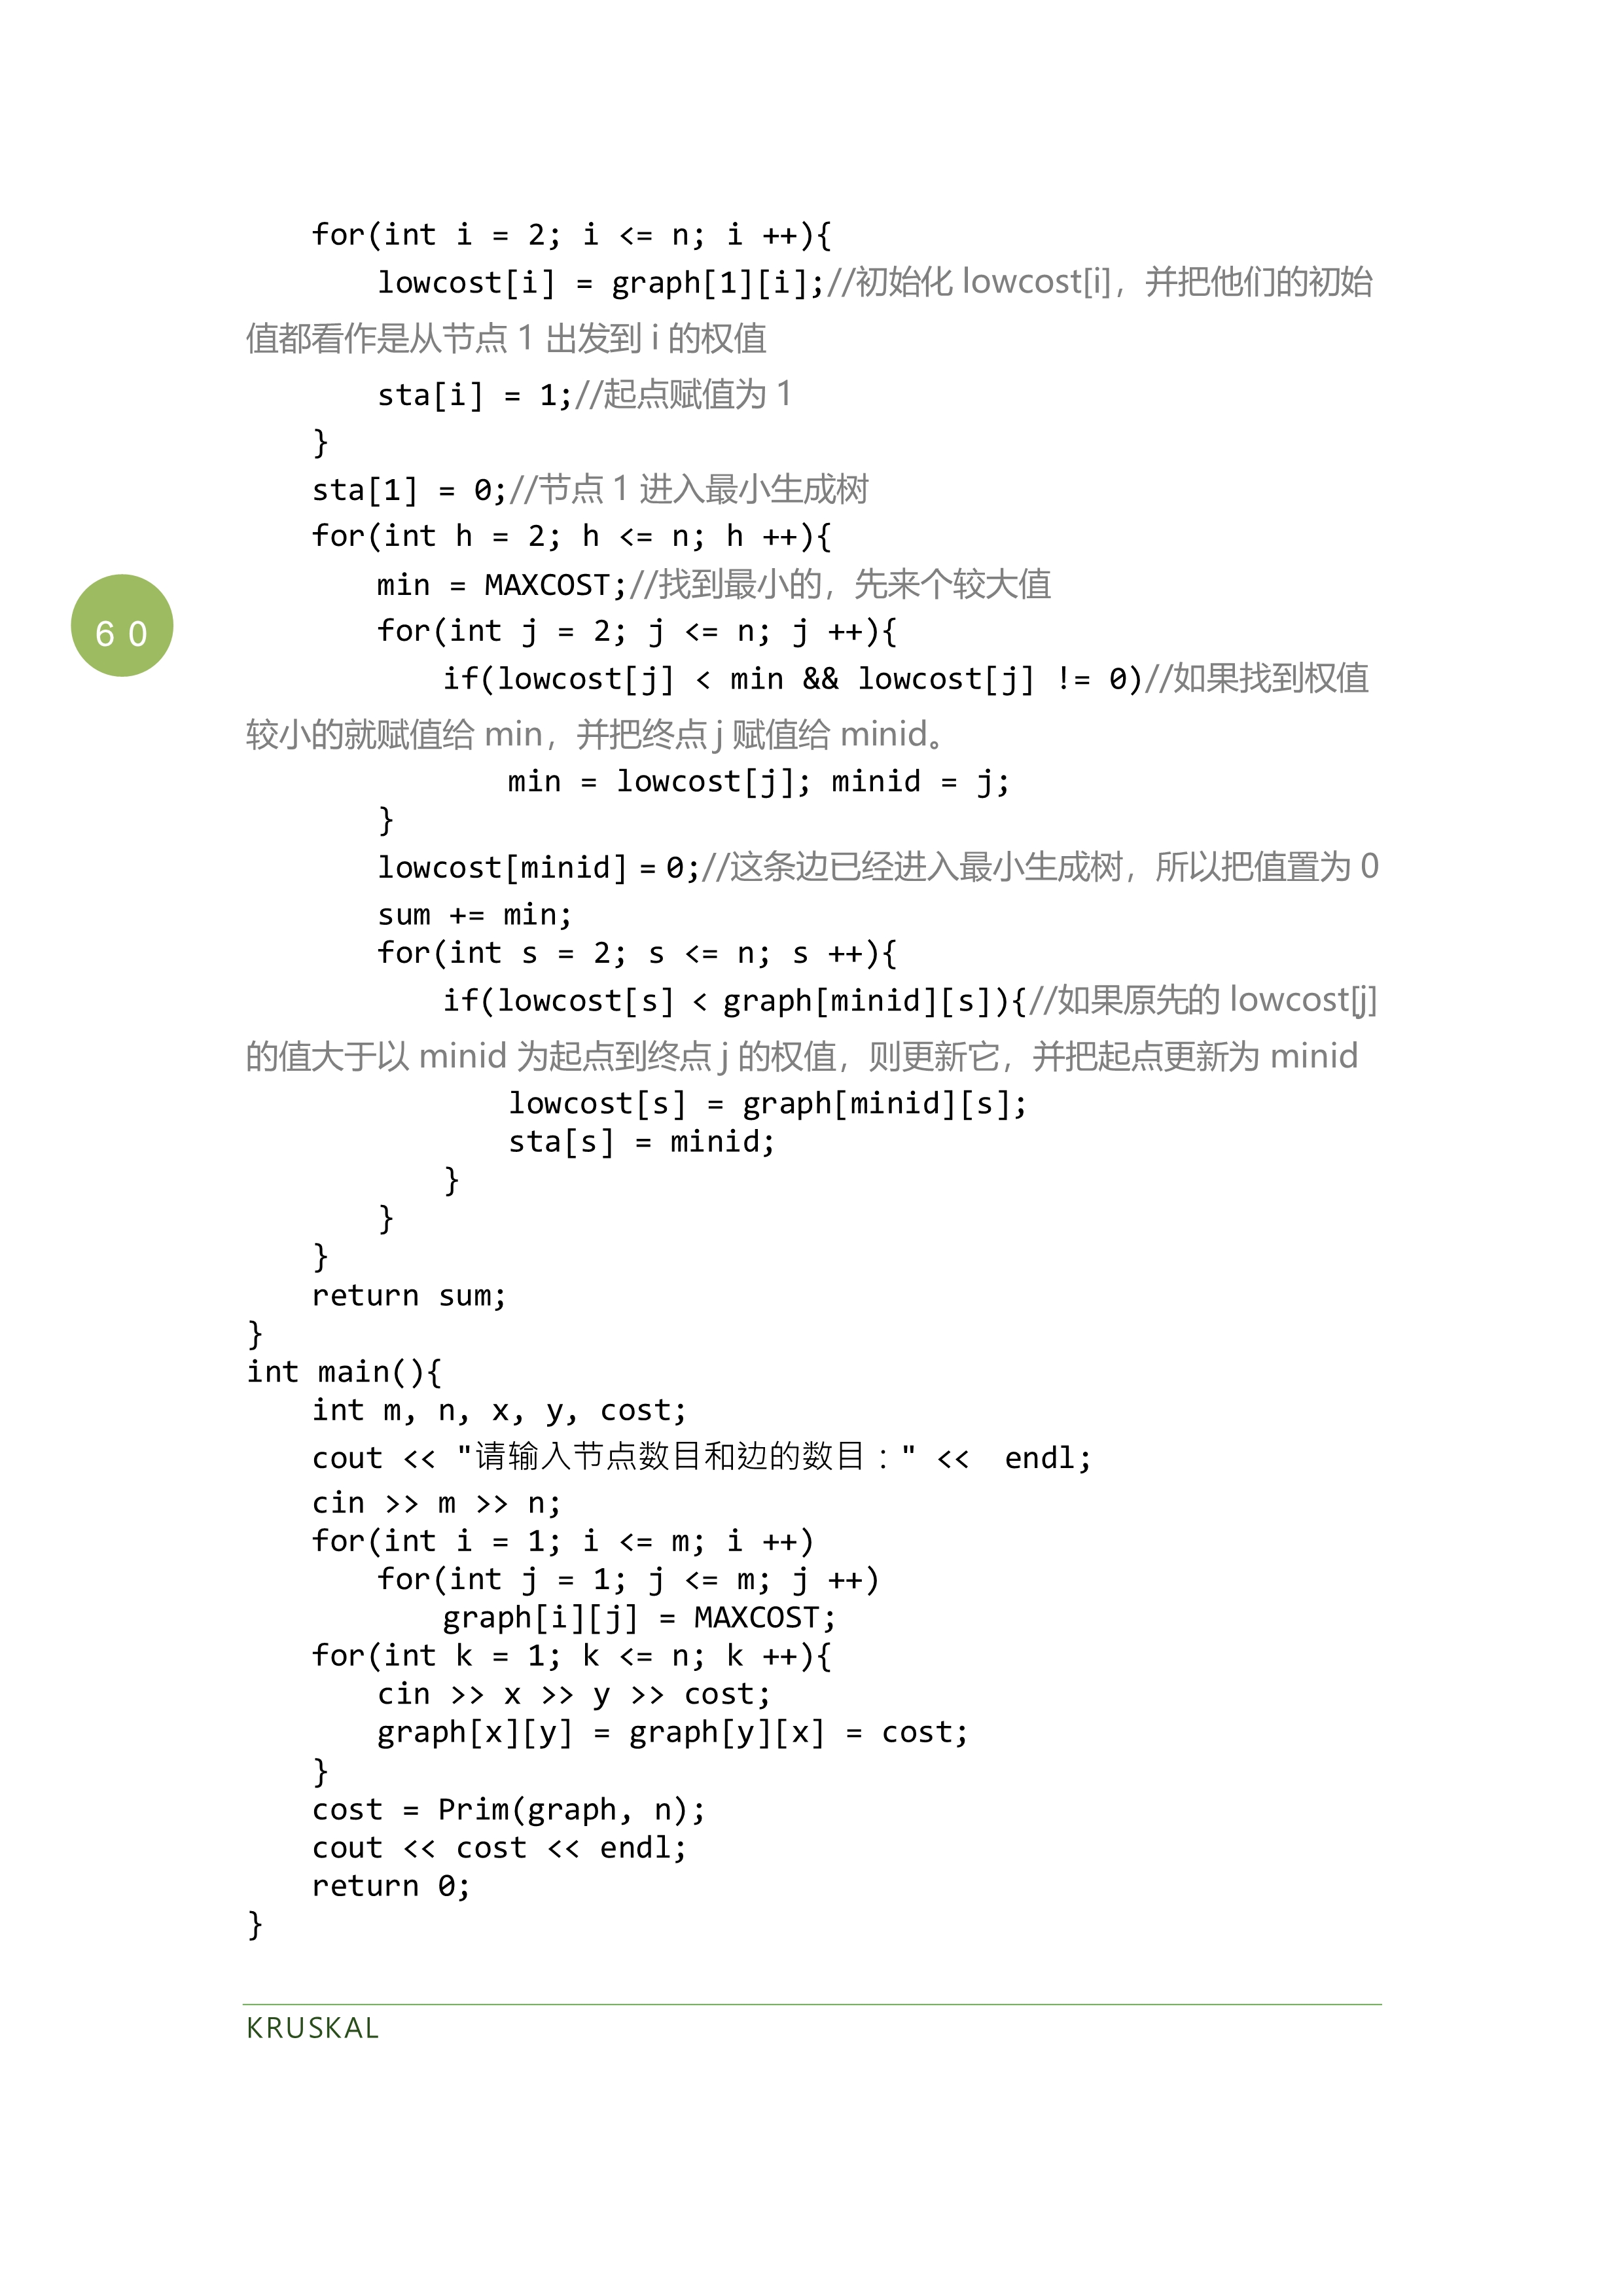 for(int i = 2; i <= n; i ++){
lowcost[i] = graph[1][i];//初始化 lowcost[i]，并把他们的初始
值都看作是从节点 1 出发到 i 的权值
sta[i] = 1;//起点赋值为 1
}
sta[1] = 0;//节点 1 进入最小生成树
for(int h = 2; h <= n; h ++){
min = MAXCOST;//找到最小的，先来个较大值
60
for(int j = 2; j <= n; j ++){
if(lowcost[j] < min && lowcost[j] != 0)//如果找到权值
较小的就赋值给 min，并把终点 j 赋值给 minid。
min = lowcost[j]; minid = j;
}
lowcost[minid] = 0;//这条边已经进入最小生成树，所以把值置为 0
sum += min;
for(int s = 2; s <= n; s ++){
if(lowcost[s] < graph[minid][s]){//如果原先的 lowcost[j]
的值大于以 minid 为起点到终点 j 的权值，则更新它，并把起点更新为 minid
lowcost[s] = graph[minid][s];
sta[s] = minid;
}
}
}
return sum;
}
int main(){
int m, n, x, y, cost;
cout << "请输入节点数目和边的数目：" <<  endl;
cin >> m >> n;
for(int i = 1; i <= m; i ++)
for(int j = 1; j <= m; j ++)
graph[i][j] = MAXCOST;
for(int k = 1; k <= n; k ++){
cin >> x >> y >> cost;
graph[x][y] = graph[y][x] = cost;
}
cost = Prim(graph, n);
cout << cost << endl;
return 0;
}
KRUSKAL